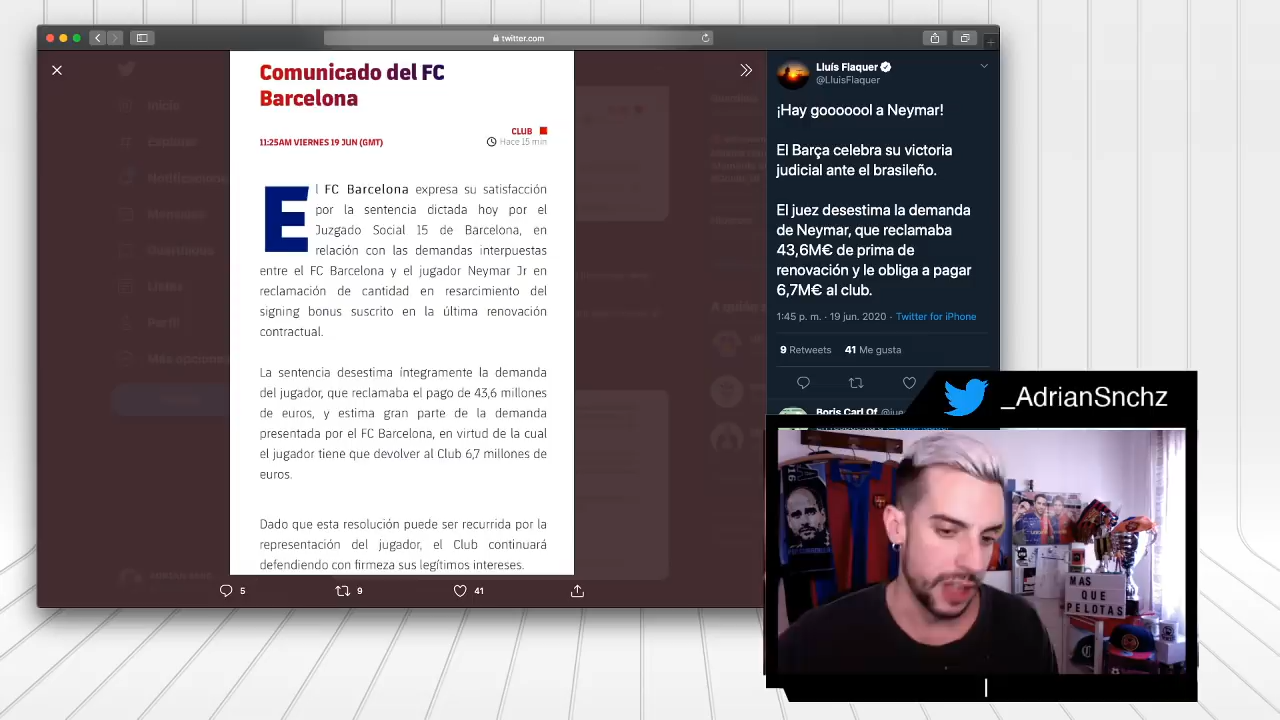 twitter.com
Comunicado del FC
Barcelona
CLUB
11:25AM VIERNES 19 JUN (GMT)
Hace 15 min
El FC Barcelona expresa su satisfacción
por la sentencia dictada hoy por el
Juzgado Social 15 de Barcelona, en
relación con las demandas interpuestas
entre el FC Barcelona y el jugador Neymar Jr en
reclamación de cantidad en resarcimiento del
signing bonus suscrito en la última renovación
contractual.
La sentencia desestima íntegramente la demanda
del jugador, que reclamaba el pago de 43,6 millones
de euros, y estima gran parte de la demanda
presentada por el FC Barcelona, en virtud de la cual
el jugador tiene que devolver al Club 6,7 millones de
euros.
Dado que esta resolución puede ser recurrida por la
representación del jugador, el Club continuará
defendiendo con firmeza sus legítimos intereses.
5
9
41
Inicio
Explorar
Notificaciones
Mensajes
Guardados
Listas
Perfil
Más opciones
Lluís Flaquer
@LluisFlaquer
¡Hay gooooool a Neymar!
El Barça celebra su victoria
judicial ante el brasileño.
El juez desestima la demanda
de Neymar, que reclamaba
43,6M€ de prima de
renovación y le obliga a pagar
6,7M€ al club.
1:45 p. m. · 19 jun. 2020 · Twitter for iPhone
9 Retweets 41 Me gusta
Boris Carl Of
_AdrianSnchz
MAS
QUE
PELOTAS